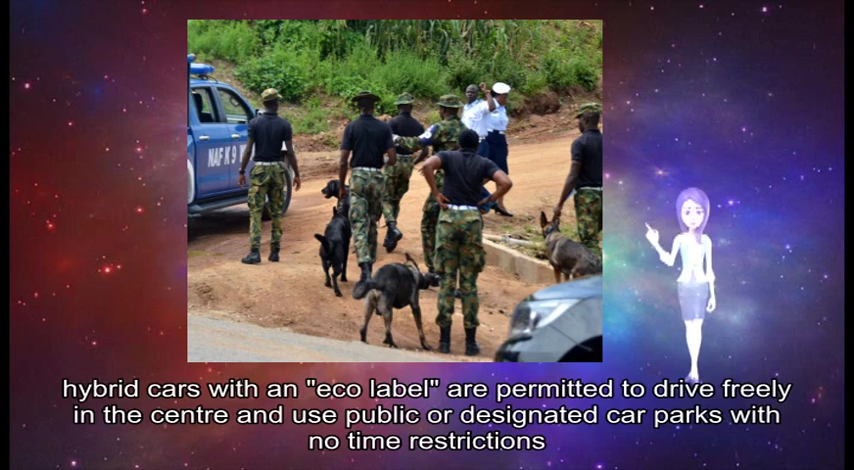 NAF K 9
hybrid cars with an "eco label" are permitted to drive freely
in the centre and use public or designated car parks with
no time restrictions